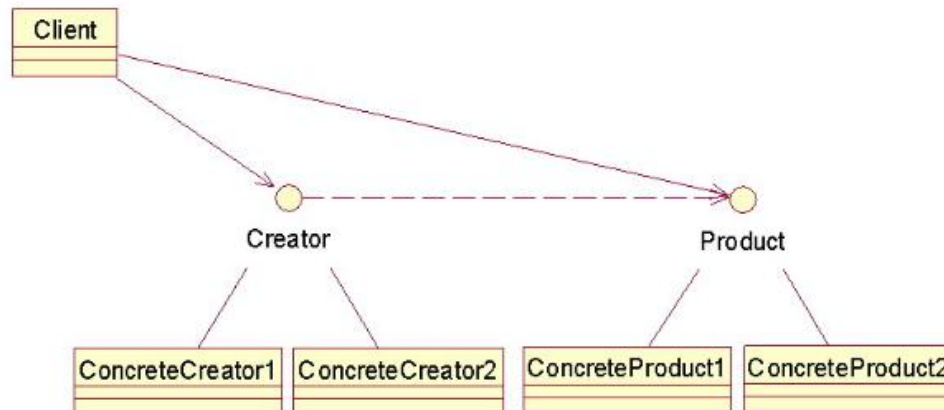 Client
Creator
Product
ConcreteCreator1
ConcreteCreator2
ConcreteProduct1
ConcreteProduct2